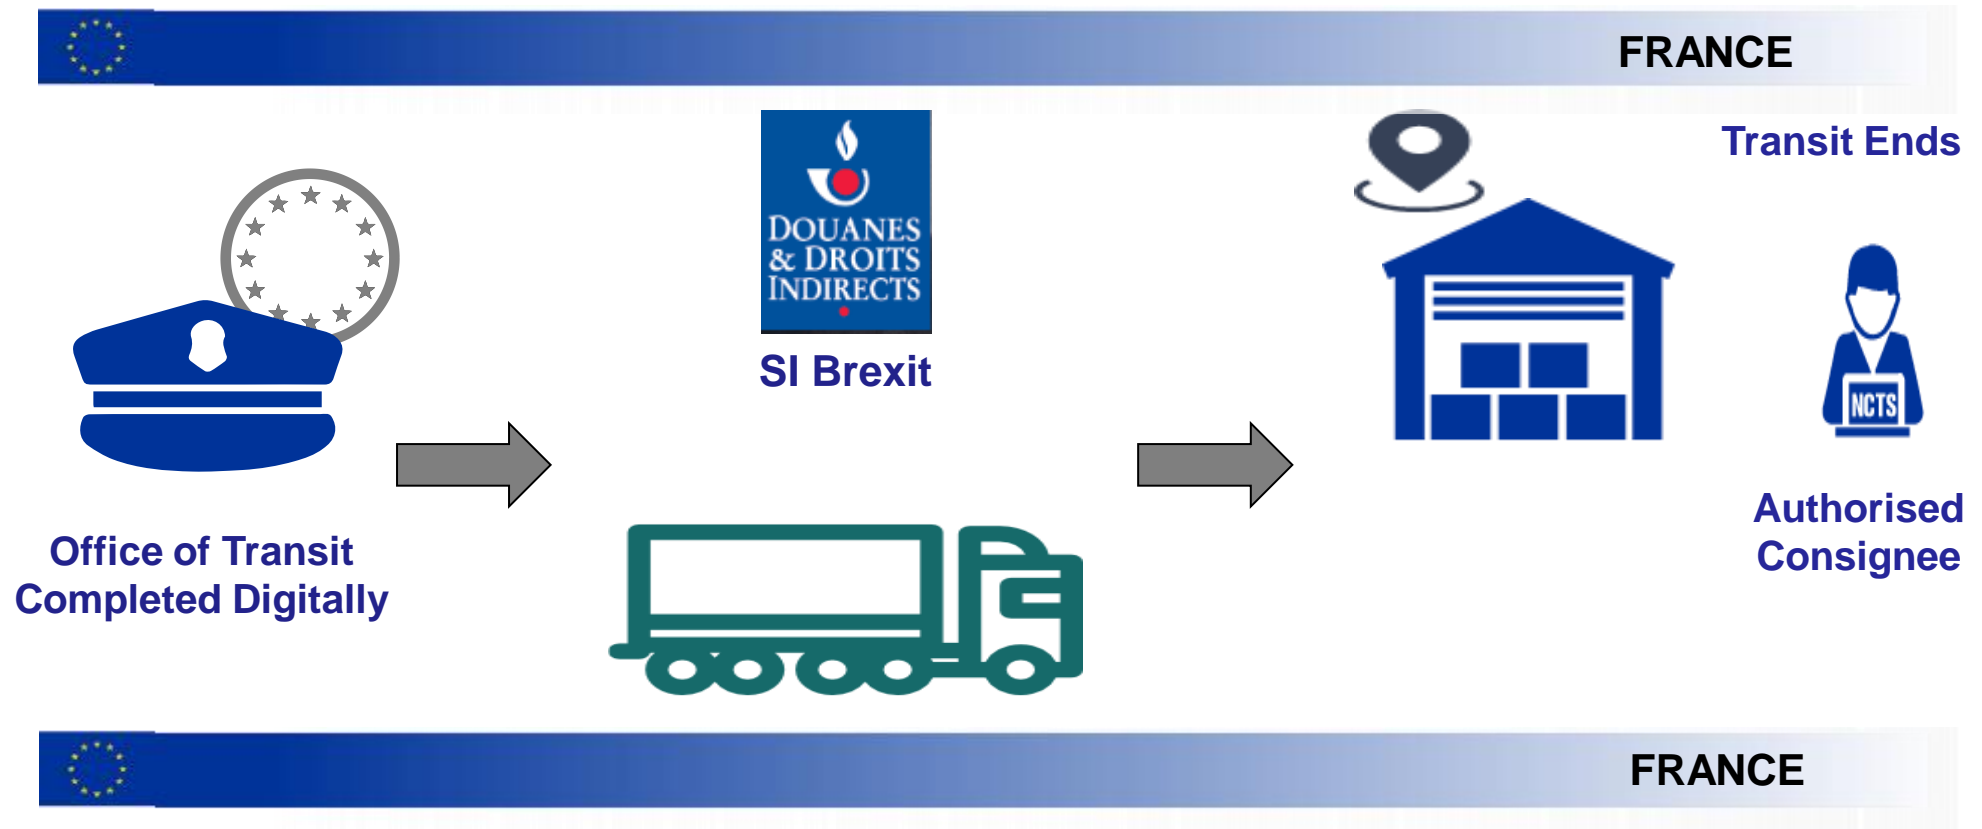 FRANCE
Transit Ends
DOUANES
& DROITS
INDIRECTS
SI Brexit
NCTS
Office of Transit
Completed Digitally
Authorised
Consignee
FRANCE